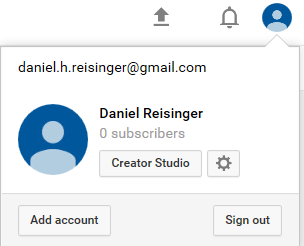 daniel.h.reisinger@gmail.com
Daniel Reisinger
0 subscribers
Creator Studio
Add account
Sign out